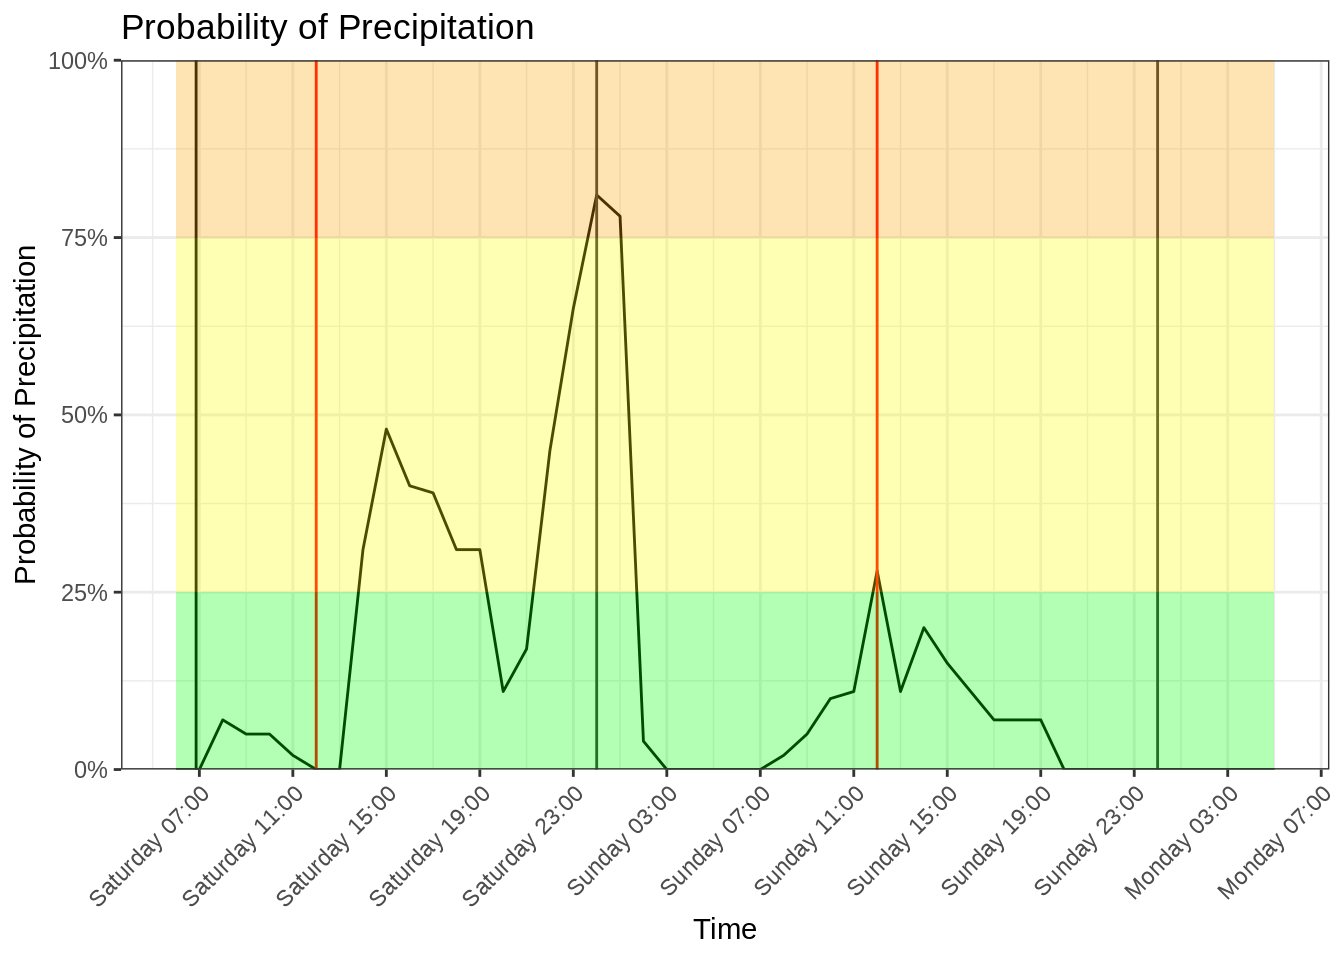 Probability of Precipitation
Probability of Precipitation
100%
75%
50%
25%
0%
Saturday 07:00
Saturday 11:00
Saturday 15:00
Saturday 19:00
Saturday 23:00
Sunday 03:00
Sunday 07:00
Sunday 11:00
Sunday 15:00
Sunday 19:00
Sunday 23:00
Monday 03:00
Monday 07:00
Time